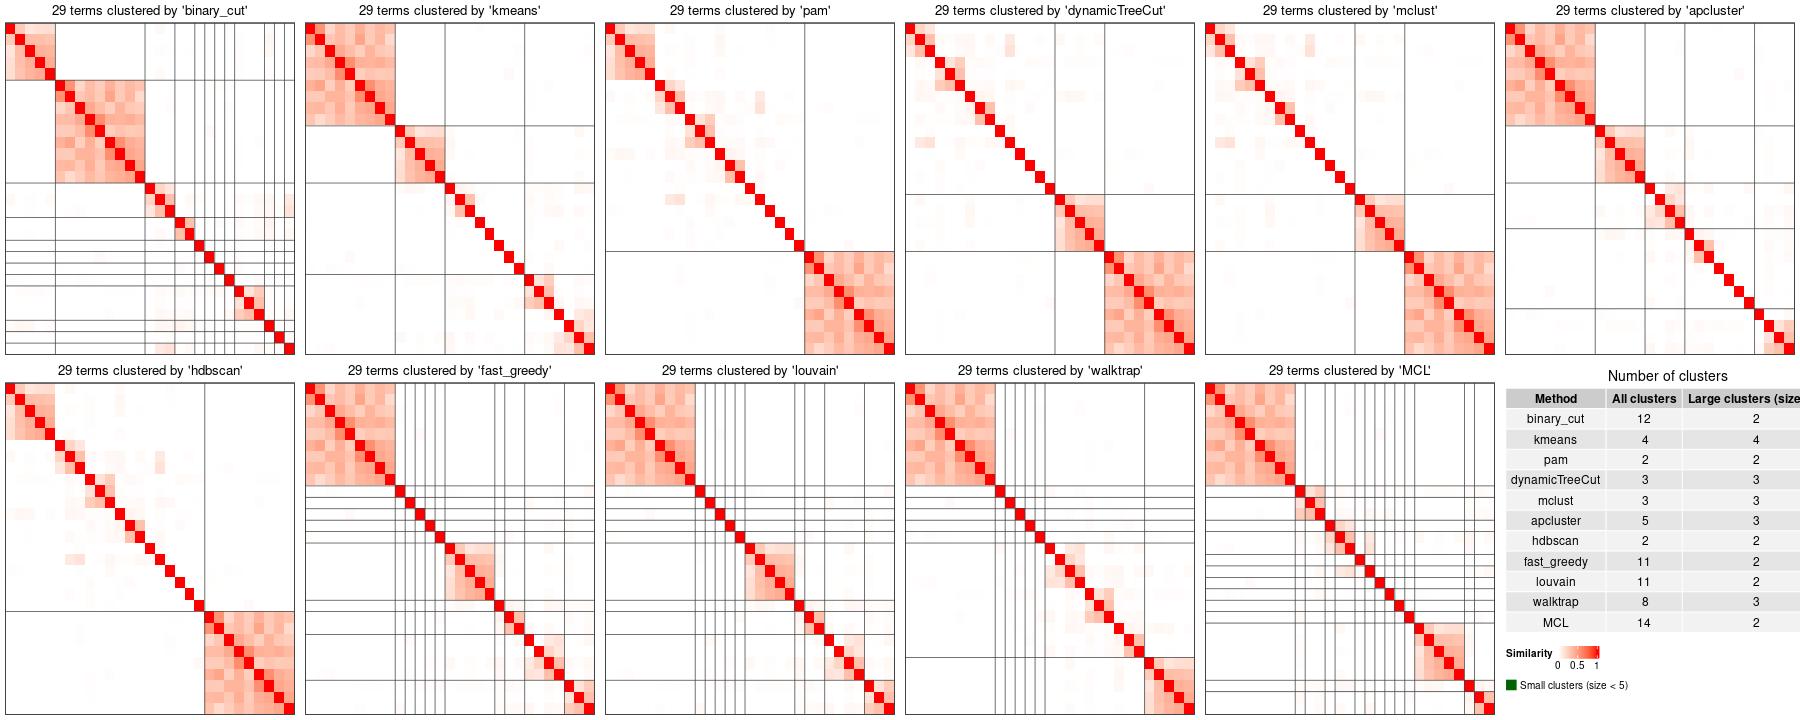 29 terms clustered by 'binary_cut'
29 terms clustered by 'kmeans'
29 terms clustered by 'pam'
29 terms clustered by 'dynamicTreeCut'
29 terms clustered by 'mclust'
29 terms clustered by 'apcluster'
29 terms clustered by 'hdbscan'
29 terms clustered by 'fast_greedy'
29 terms clustered by 'louvain'
29 terms clustered by 'walktrap'
29 terms clustered by 'MCL'
Number of clusters
Method All clusters Large clusters (size
binary_cut 12 2
kmeans 4 4
pam 2 2
dynamicTreeCut 3 3
mclust 3 3
apcluster 5 3
hdbscan 2 2
fast_greedy 11 2
louvain 11 2
walktrap 8 3
MCL 14 2
Similarity
0 0.5 1
Small clusters (size < 5)